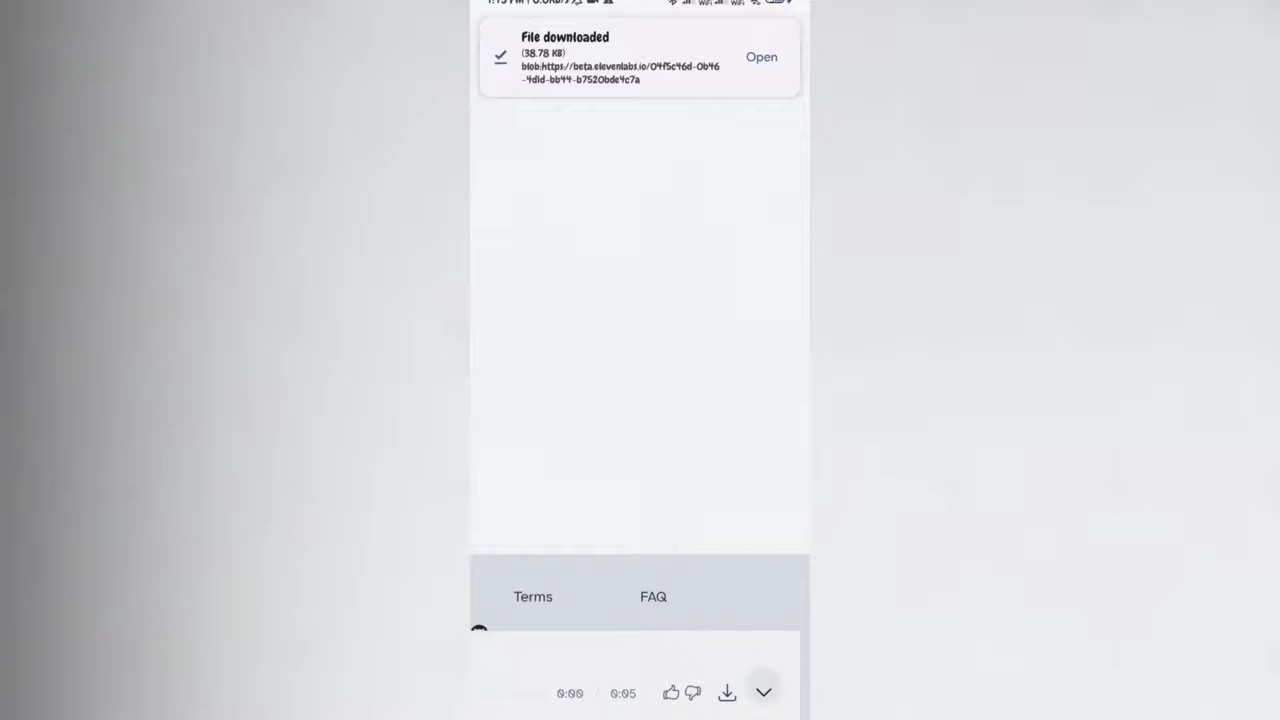 File downloaded
(38.78 KB)
blob:https://beta.elevenlabs.io/04f5c46d-0b46
-4d1d-bb44-b7520bde4c7a
Open
Terms
FAQ
0:00 / 0:05